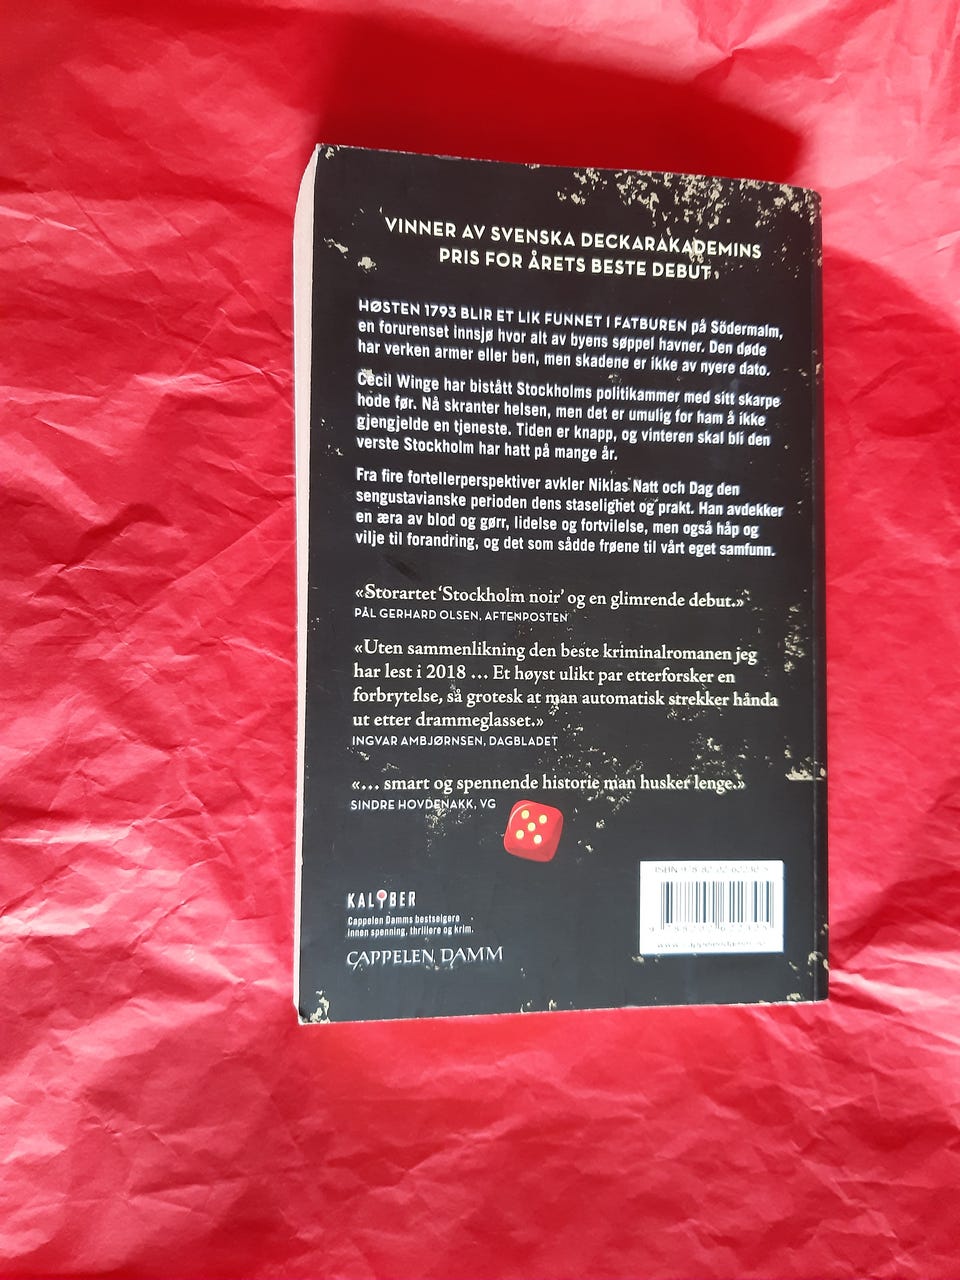 VINNER AV SVENSKA DECKARAKADEMINS
PRIS FOR ÅRETS BESTE DEBUT
HØSTEN 1793 BLIR ET LIK FUNNET I FATBUREN på Södermalm,
en forurenset innsjø hvor alt av byens søppel havner. Den døde
har verken armer eller ben, men skadene er ikke av nyere dato.
Cecil Winge har bistått Stockholms politikammer med sitt skarpe
hode før. Nå skranter helsen, men det er umulig for ham å ikke
gjengjelde en tjeneste. Tiden er knapp, og vinteren skal bli den
verste Stockholm har hatt på mange år.
Fra fire fortellerperspektiver avkler Niklas Natt och Dag den
sengustavianske perioden dens staselighet og prakt. Han avdekker
en æra av blod og gørr, lidelse og fortvilelse, men også håp og
vilje til forandring, og det som sådde frøene til vårt eget samfunn.
«Storartet ‘Stockholm noir’ og en glimrende debut.»
PÅL GERHARD OLSEN, AFTENPOSTEN
«Uten sammenlikning den beste kriminalromanen jeg
har lest i 2018 ... Et høyst ulikt par etterforsker en
forbrytelse, så grotesk at man automatisk strekker hånda
ut etter drammeglasset.»
INGVAR AMBJØRNSEN, DAGBLADET
«... smart og spennende historie man husker lenge.»
SINDRE HOVDENAKK, VG
KALIBER
Cappelen Damms bestselgere
innen spenning, thrillere og krim.
CAPPELEN DAMM
ISBN
www.cappelendamm.no